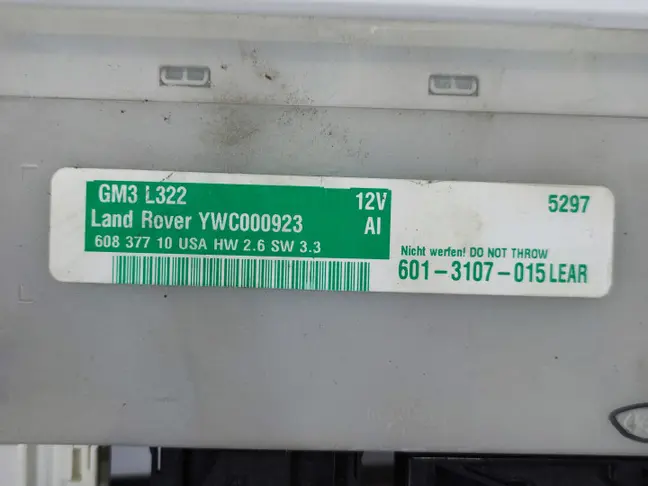 GM3 L322 12V
Land Rover YWC000923 AI
608 377 10 USA HW 2.6 SW 3.3
5297
Nicht werfen! DO NOT THROW
601-3107-015 LEAR